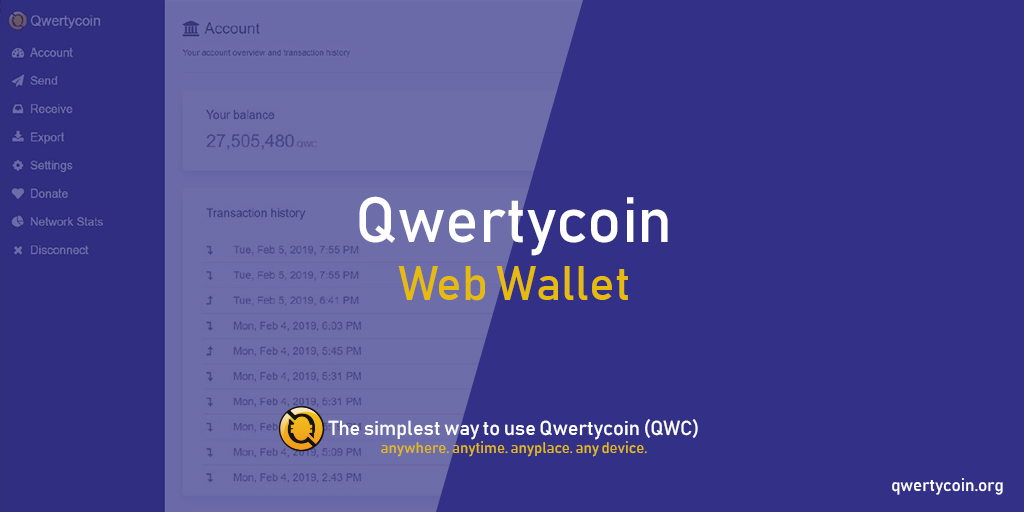 Qwertycoin
Account
Send
Receive
Export
Settings
Donate
Network Stats
Disconnect
Account
Your account overview and transaction history
Your balance
27,505,480 QWC
Transaction history
Tue, Feb 5, 2019, 7:55 PM
Tue, Feb 5, 2019, 7:55 PM
Tue, Feb 5, 2019, 6:41 PM
Mon, Feb 4, 2019, 6:03 PM
Mon, Feb 4, 2019, 5:45 PM
Mon, Feb 4, 2019, 5:31 PM
Mon, Feb 4, 2019, 5:31 PM
Mon, Feb 4, 2019, 5:09 PM
Mon, Feb 4, 2019, 2:43 PM
Qwertycoin
Web Wallet
The simplest way to use Qwertycoin (QWC)
anywhere. anytime. anyplace. any device.
qwertycoin.org